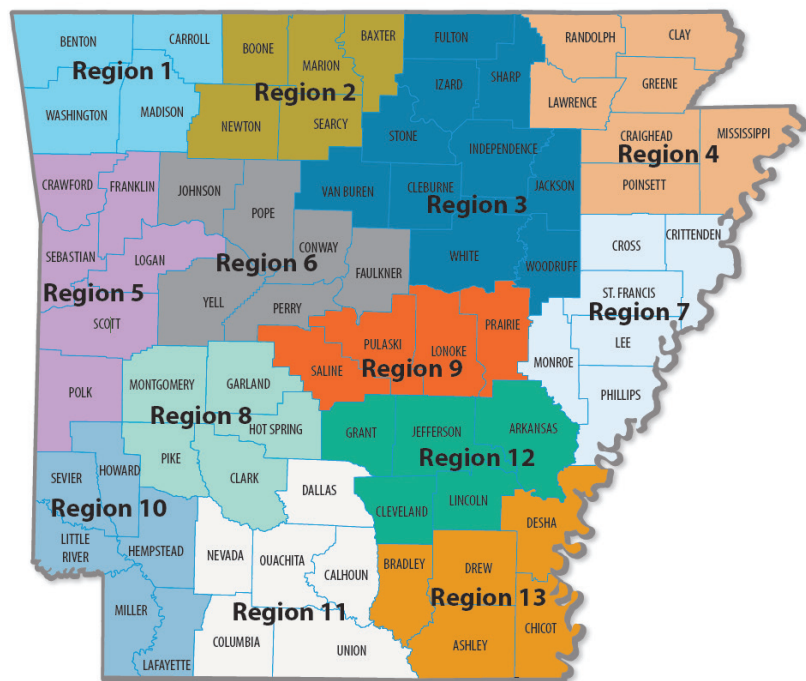 BENTON
CARROLL
Region 1
WASHINGTON
MADISON
BOONE
MARION
BAXTER
Region 2
NEWTON
SEARCY
FULTON
IZARD
SHARP
STONE
INDEPENDENCE
VAN BUREN
CLEBURNE
JACKSON
Region 3
WHITE
WOODRUFF
RANDOLPH
CLAY
GREENE
LAWRENCE
CRAIGHEAD
MISSISSIPPI
Region 4
POINSETT
CRAWFORD
FRANKLIN
SEBASTIAN
LOGAN
Region 5
SCOTT
POLK
JOHNSON
POPE
CONWAY
Region 6
FAULKNER
YELL
PERRY
CROSS
CRITTENDEN
ST. FRANCIS
Region 7
LEE
MONROE
PHILLIPS
MONTGOMERY
GARLAND
Region 8
HOT SPRING
PIKE
CLARK
PULASKI
LONOKE
PRAIRIE
SALINE
Region 9
SEVIER
HOWARD
Region 10
LITTLE
RIVER
HEMPSTEAD
MILLER
LAFAYETTE
DALLAS
NEVADA
OUACHITA
CALHOUN
Region 11
COLUMBIA
UNION
GRANT
JEFFERSON
ARKANSAS
Region 12
CLEVELAND
LINCOLN
DESHA
BRADLEY
DREW
Region 13
ASHLEY
CHICOT